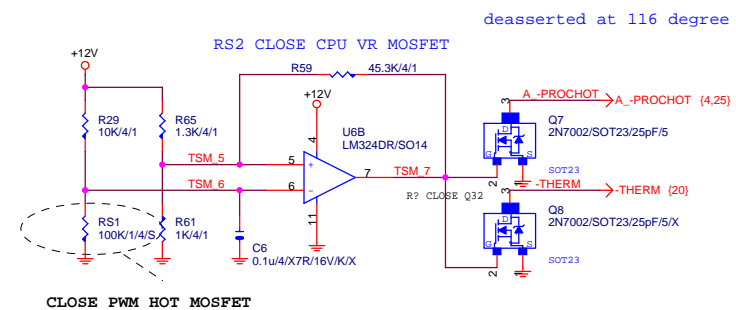 deasserted at 116 degree
RS2 CLOSE CPU VR MOSFET
+12V
R59
45.3K/4/1
+12V
A_-PROCHOT
A_-PROCHOT {4,25}
R29
10K/4/1
R65
1.3K/4/1
U6B
LM324DR/SO14
Q7
2N7002/SOT23/25pF/5
SOT23
TSM_5
TSM_6
TSM_7
5
6
7
4
11
+
-
R? CLOSE Q32
3
D
G
S
2
1
-THERM
-THERM {20}
RS1
100K/1/4/S
R61
1K/4/1
C6
0.1u/4/X7R/16V/K/X
Q8
2N7002/SOT23/25pF/5/X
SOT23
3
D
G
S
2
1
CLOSE PWM HOT MOSFET